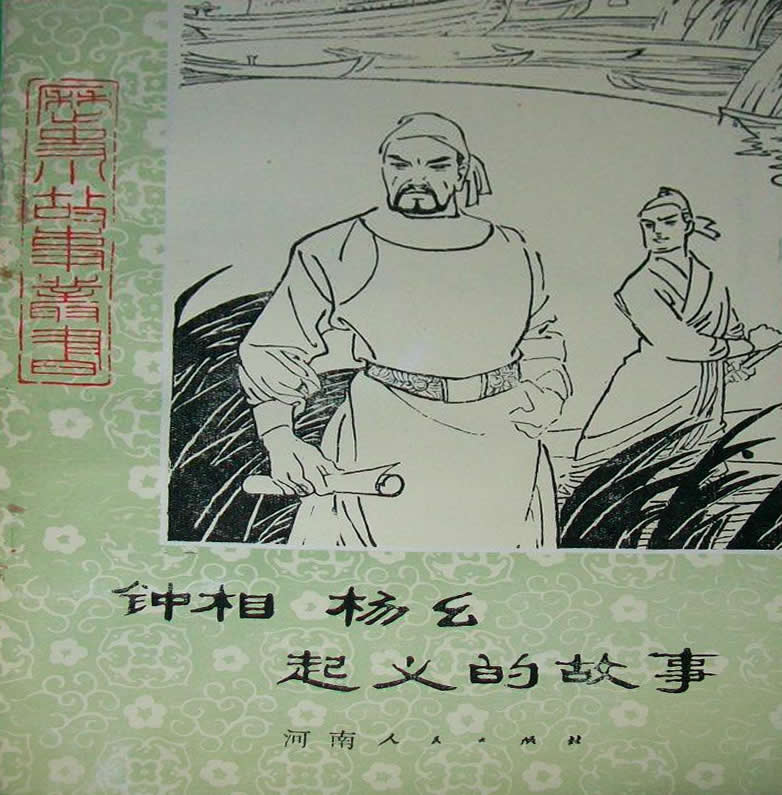 歷史小故事叢書
钟相 杨幺
起义的故事
河南人民出版社